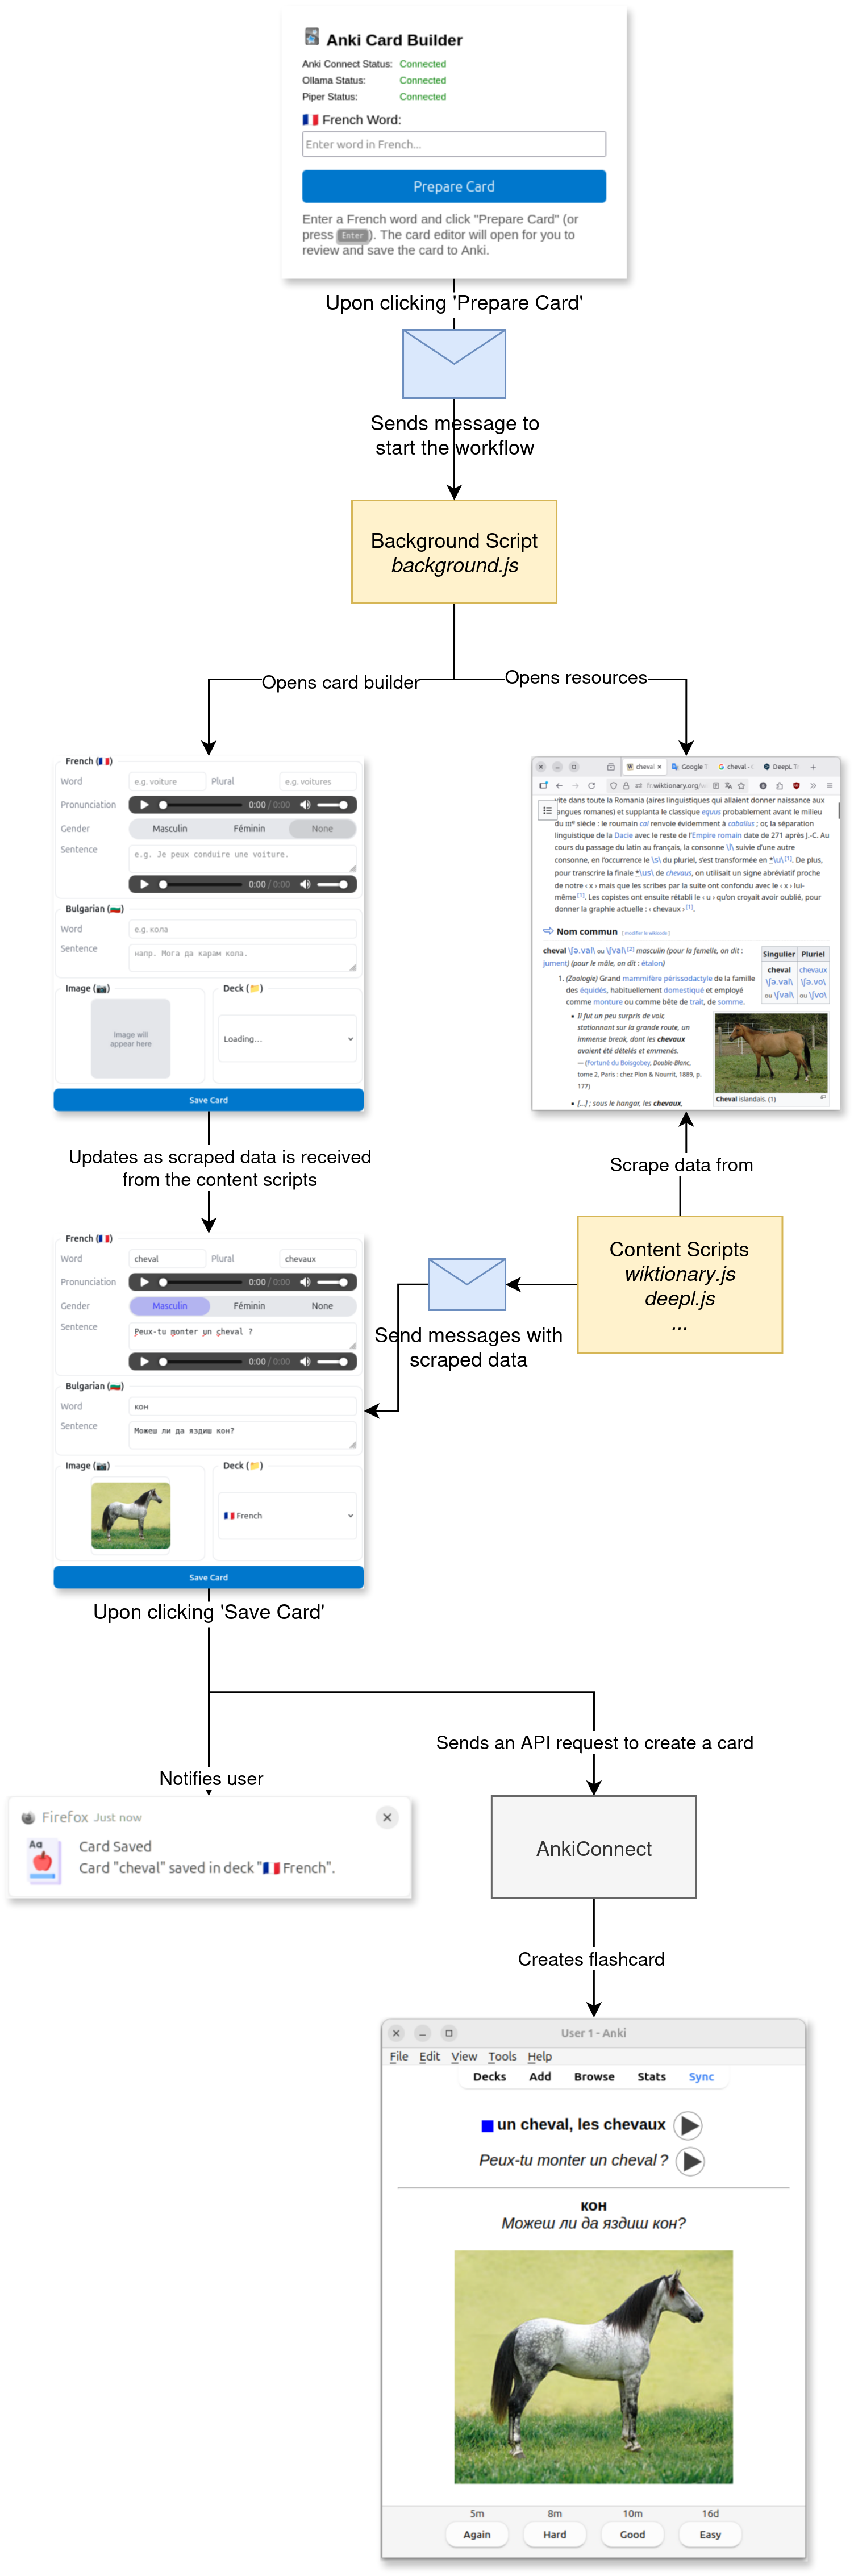 Anki Card Builder
Anki Connect Status: Connected
Ollama Status: Connected
Piper Status: Connected
🇫🇷 French Word:
Enter word in French...
Prepare Card
Enter a French word and click "Prepare Card" (or
press Enter). The card editor will open for you to
review and save the card to Anki.
Upon clicking 'Prepare Card'
Sends message to
start the workflow
Background Script
background.js
Opens card builder
Opens resources
French (🇫🇷)
Word e.g. voiture Plural e.g. voitures
Pronunciation 0:00 / 0:00
Gender Masculin Féminin None
Sentence e.g. Je peux conduire une voiture.
0:00 / 0:00
Bulgarian (🇧🇬)
Word e.g. кола
Sentence напр. Мога да карам кола.
Image (📷) Deck (📁)
Image will
appear here
Loading...
Save Card
cheval Google T cheval - DeepL T
fr.wiktionary.org
vite dans toute la Romania (aires linguistiques qui allaient donner naissance aux
langues romanes) et supplanta le classique equus probablement avant le milieu
du IIIe siècle : le roumain cal renvoie évidemment à caballus ; or, la séparation
linguistique de la Dacie avec le reste de l'Empire romain date de 271 après J.-C. Au
cours du passage du latin au français, la consonne \l\ suivie d'une autre
consonne, en l'occurrence le \s\ du pluriel, s'est transformée en *\u\[1]. De plus,
pour transcrire la finale *\us\ de chevaus, on utilisait un signe abréviatif proche
de notre ‹ x › mais que les scribes par la suite ont confondu avec le ‹ x › lui-
même[1]. Les copistes ont ensuite rétabli le ‹ u › qu'on croyait avoir oublié, pour
donner la graphie actuelle : ‹ chevaux ›[1].
Nom commun [modifier le wikicode]
cheval \ʃə.val\ ou \ʃval\[2] masculin (pour la femelle, on dit :
jument) (pour le mâle, on dit : étalon)
Singulier Pluriel
cheval chevaux
\ʃə.val\ \ʃə.vo\
ou \ʃval\ ou \ʃvo\
1. (Zoologie) Grand mammifère périssodactyle de la famille
des équidés, habituellement domestiqué et employé
comme monture ou comme bête de trait, de somme.
• Il fut un peu surpris de voir,
stationnant sur la grande route, un
immense break, dont les chevaux
avaient été dételés et emmenés.
— (Fortuné du Boisgobey, Double-Blanc,
tome 2, Paris : chez Plon & Nourrit, 1889, p.
177)
• [...] ; sous le hangar, les chevaux,
Cheval islandais. (1)
Updates as scraped data is received
from the content scripts
Scrape data from
Content Scripts
wiktionary.js
deepl.js
...
Send messages with
scraped data
French (🇫🇷)
Word cheval Plural chevaux
Pronunciation 0:00 / 0:00
Gender Masculin Féminin None
Sentence Peux-tu monter un cheval ?
0:00 / 0:00
Bulgarian (🇧🇬)
Word кон
Sentence Можеш ли да яздиш кон?
Image (📷) Deck (📁)
🇫🇷 French
Save Card
Upon clicking 'Save Card'
Notifies user
Sends an API request to create a card
Firefox Just now
Aa
Card Saved
Card "cheval" saved in deck "🇫🇷 French".
AnkiConnect
Creates flashcard
User 1 - Anki
File Edit View Tools Help
Decks Add Browse Stats Sync
un cheval, les chevaux
Peux-tu monter un cheval ?
кон
Можеш ли да яздиш кон?
5m 8m 10m 16d
Again Hard Good Easy